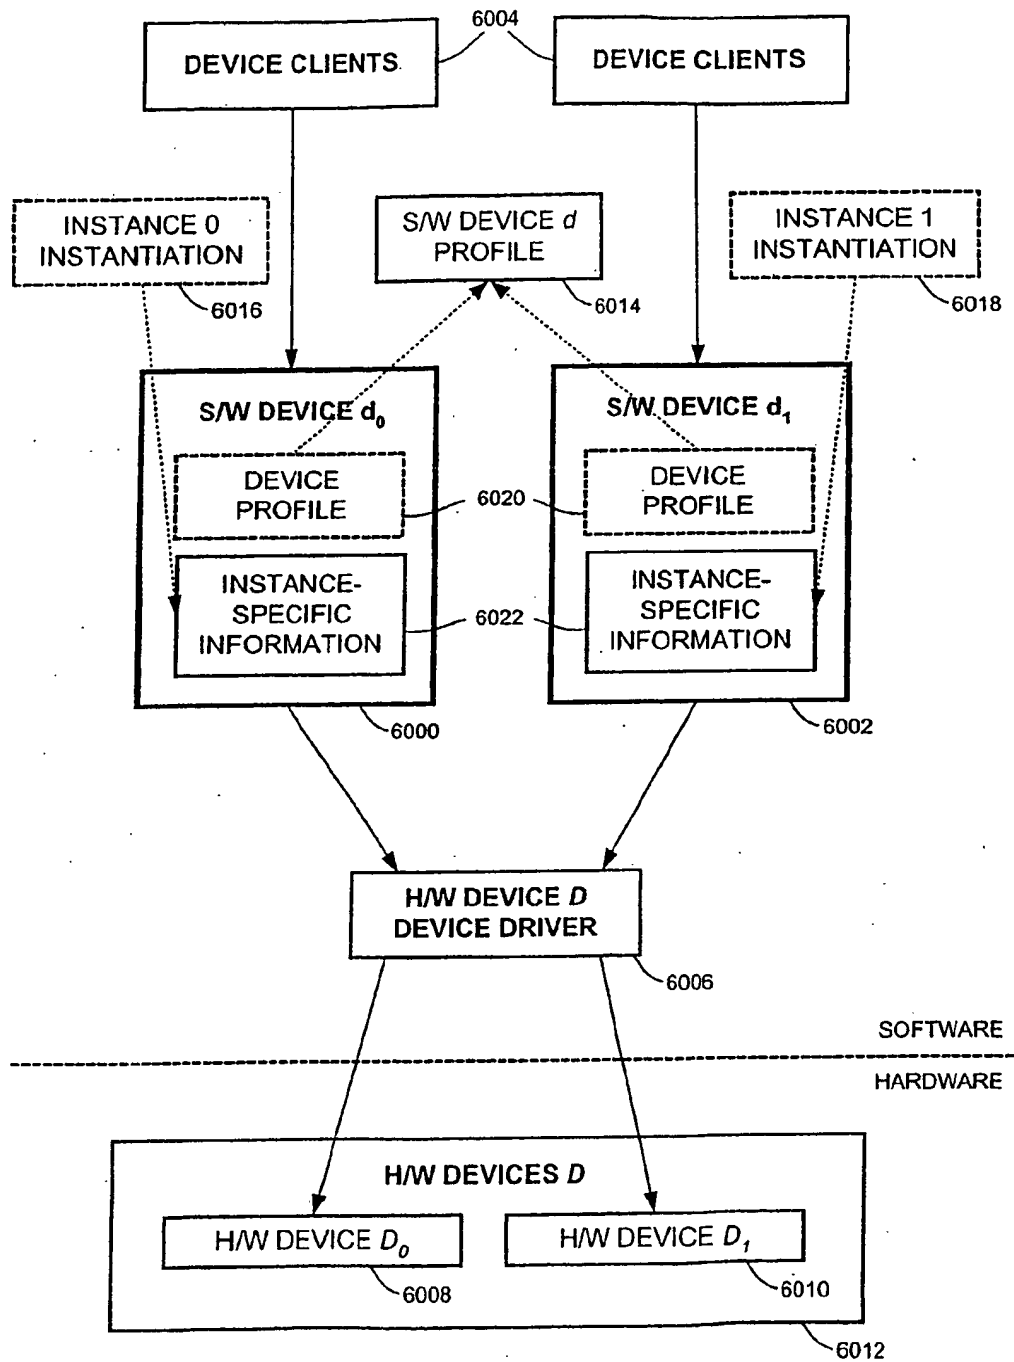 6004
DEVICE CLIENTS
DEVICE CLIENTS
INSTANCE 0
INSTANTIATION
6016
S/W DEVICE d
PROFILE
6014
INSTANCE 1
INSTANTIATION
6018
S/W DEVICE d0
DEVICE
PROFILE
INSTANCE-
SPECIFIC
INFORMATION
6000
6020
6022
S/W DEVICE d1
DEVICE
PROFILE
INSTANCE-
SPECIFIC
INFORMATION
6002
H/W DEVICE D
DEVICE DRIVER
6006
SOFTWARE
HARDWARE
H/W DEVICES D
H/W DEVICE D0
6008
H/W DEVICE D1
6010
6012